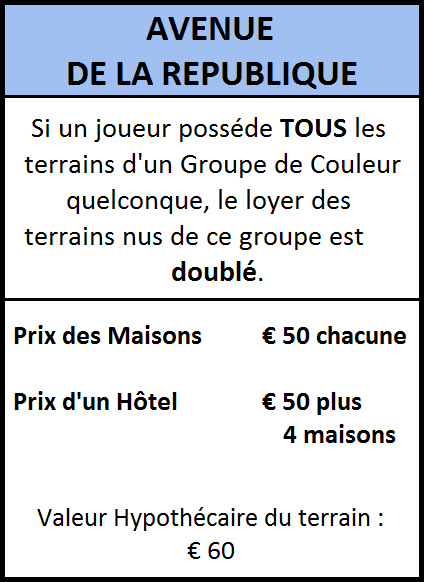 AVENUE
DE LA REPUBLIQUE
Si un joueur posséde TOUS les
terrains d'un Groupe de Couleur
quelconque, le loyer des
terrains nus de ce groupe est
doublé.
Prix des Maisons € 50 chacune
Prix d'un Hôtel € 50 plus
4 maisons
Valeur Hypothécaire du terrain :
€ 60